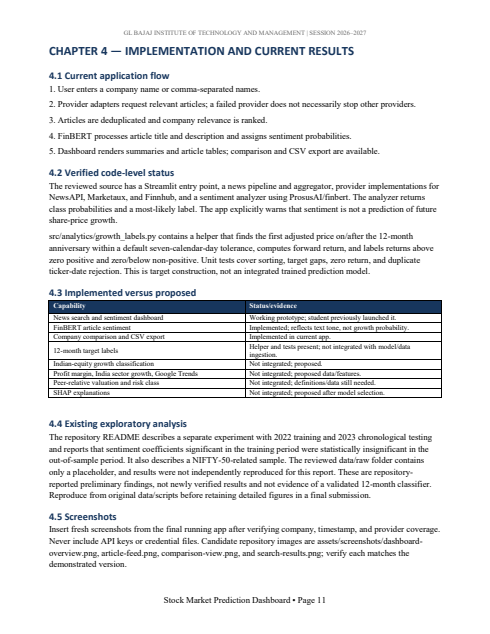 GL BAJAJ INSTITUTE OF TECHNOLOGY AND MANAGEMENT | SESSION 2026–2027
CHAPTER 4 — IMPLEMENTATION AND CURRENT RESULTS
4.1 Current application flow
1. User enters a company name or comma-separated names.
2. Provider adapters request relevant articles; a failed provider does not necessarily stop other providers.
3. Articles are deduplicated and company relevance is ranked.
4. FinBERT processes article title and description and assigns sentiment probabilities.
5. Dashboard renders summaries and article tables; comparison and CSV export are available.
4.2 Verified code-level status
The reviewed source has a Streamlit entry point, a news pipeline and aggregator, provider implementations for
NewsAPI, Marketaux, and Finnhub, and a sentiment analyzer using ProsusAI/finbert. The analyzer returns
class probabilities and a most-likely label. The app explicitly warns that sentiment is not a prediction of future
share-price growth.
src/analytics/growth_labels.py contains a helper that finds the first adjusted price on/after the 12-month
anniversary within a default seven-calendar-day tolerance, computes forward return, and labels returns above
zero positive and zero/below non-positive. Unit tests cover sorting, target gaps, zero return, and duplicate
ticker-date rejection. This is target construction, not an integrated trained prediction model.
4.3 Implemented versus proposed
Capability Status/evidence
News search and sentiment dashboard Working prototype; student previously launched it.
FinBERT article sentiment Implemented; reflects text tone, not growth probability.
Company comparison and CSV export Implemented in current app.
12-month target labels Helper and tests present; not integrated with model/data
ingestion.
Indian-equity growth classification Not integrated; proposed.
Profit margin, India sector growth, Google Trends Not integrated; proposed data/features.
Peer-relative valuation and risk class Not integrated; definitions/data still needed.
SHAP explanations Not integrated; proposed after model selection.
4.4 Existing exploratory analysis
The repository README describes a separate experiment with 2022 training and 2023 chronological testing
and reports that sentiment coefficients significant in the training period were statistically insignificant in the
out-of-sample period. It also describes a NIFTY-50-related sample. The reviewed data/raw folder contains
only a placeholder, and results were not independently reproduced for this report. These are repository-
reported preliminary findings, not newly verified results and not evidence of a validated 12-month classifier.
Reproduce from original data/scripts before retaining detailed figures in a final submission.
4.5 Screenshots
Insert fresh screenshots from the final running app after verifying company, timestamp, and provider coverage.
Never include API keys or credential files. Candidate repository images are assets/screenshots/dashboard-
overview.png, article-feed.png, comparison-view.png, and search-results.png; verify each matches the
demonstrated version.
Stock Market Prediction Dashboard • Page 11